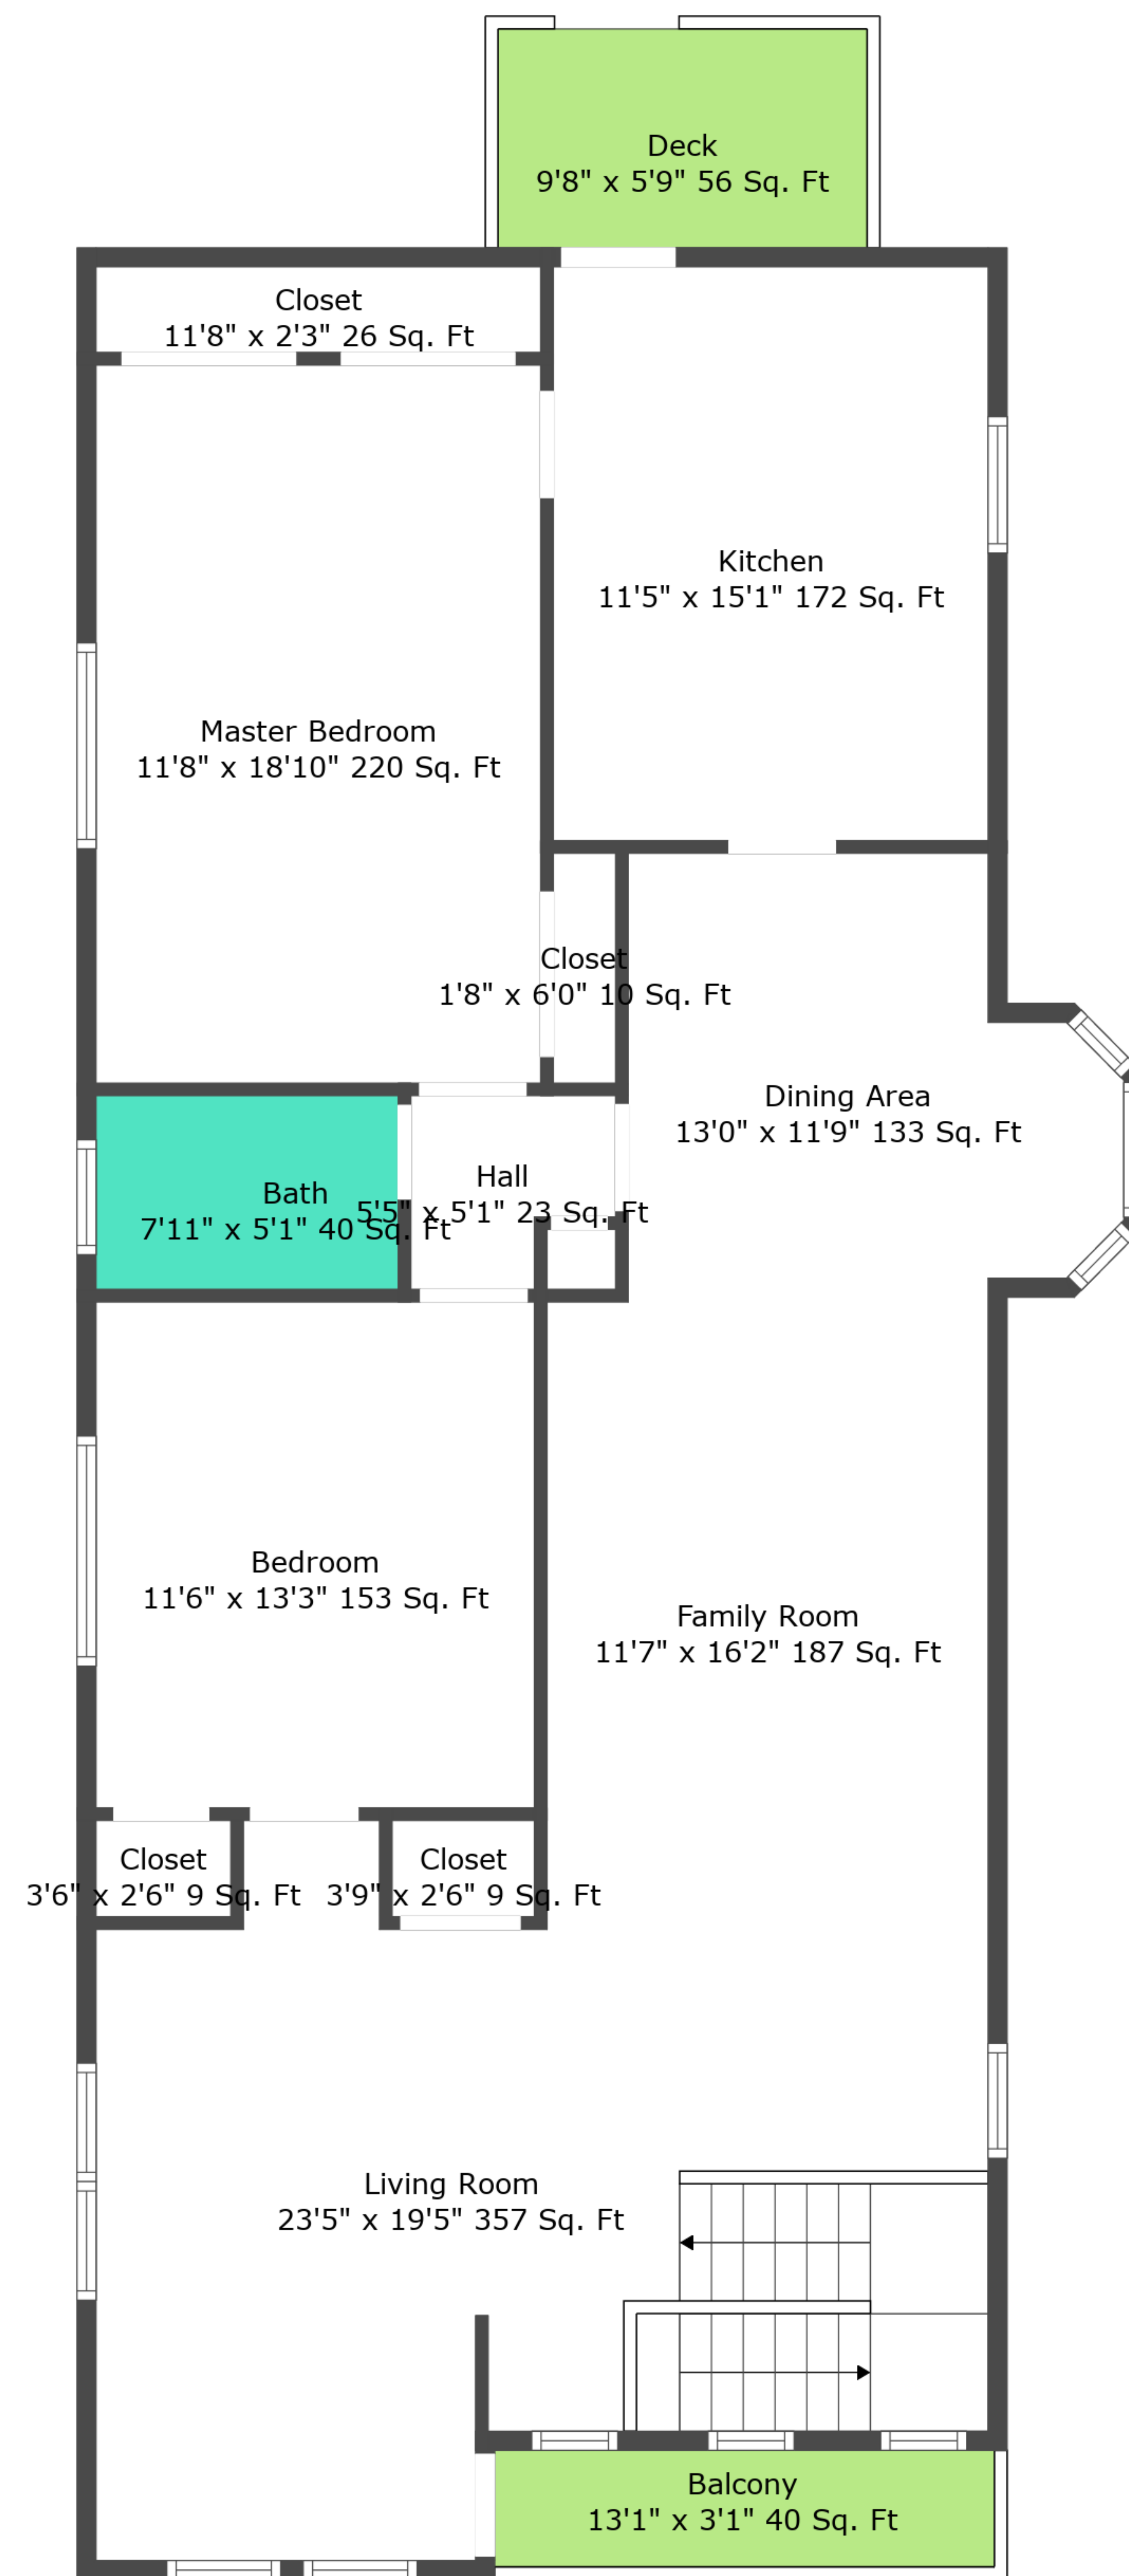 Deck
9'8" x 5'9" 56 Sq. Ft
Closet
11'8" x 2'3" 26 Sq. Ft
Kitchen
11'5" x 15'1" 172 Sq. Ft
Master Bedroom
11'8" x 18'10" 220 Sq. Ft
Closet
1'8" x 6'0" 10 Sq. Ft
Dining Area
13'0" x 11'9" 133 Sq. Ft
Hall
5'5" x 5'1" 23 Sq. Ft
Bath
7'11" x 5'1" 40 Sq. Ft
Bedroom
11'6" x 13'3" 153 Sq. Ft
Family Room
11'7" x 16'2" 187 Sq. Ft
Closet
3'6" x 2'6" 9 Sq. Ft
Closet
3'9" x 2'6" 9 Sq. Ft
Living Room
23'5" x 19'5" 357 Sq. Ft
Balcony
13'1" x 3'1" 40 Sq. Ft